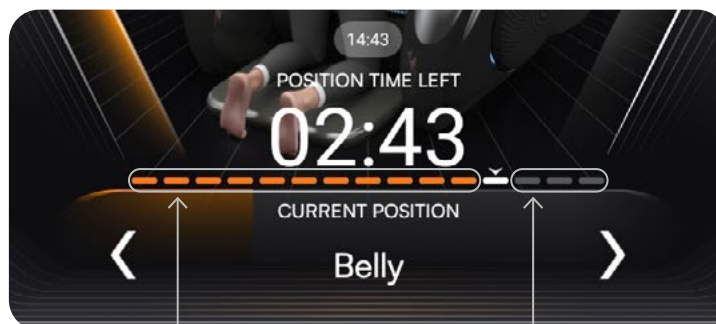 14:43
POSITION TIME LEFT
02:43
CURRENT POSITION
Belly